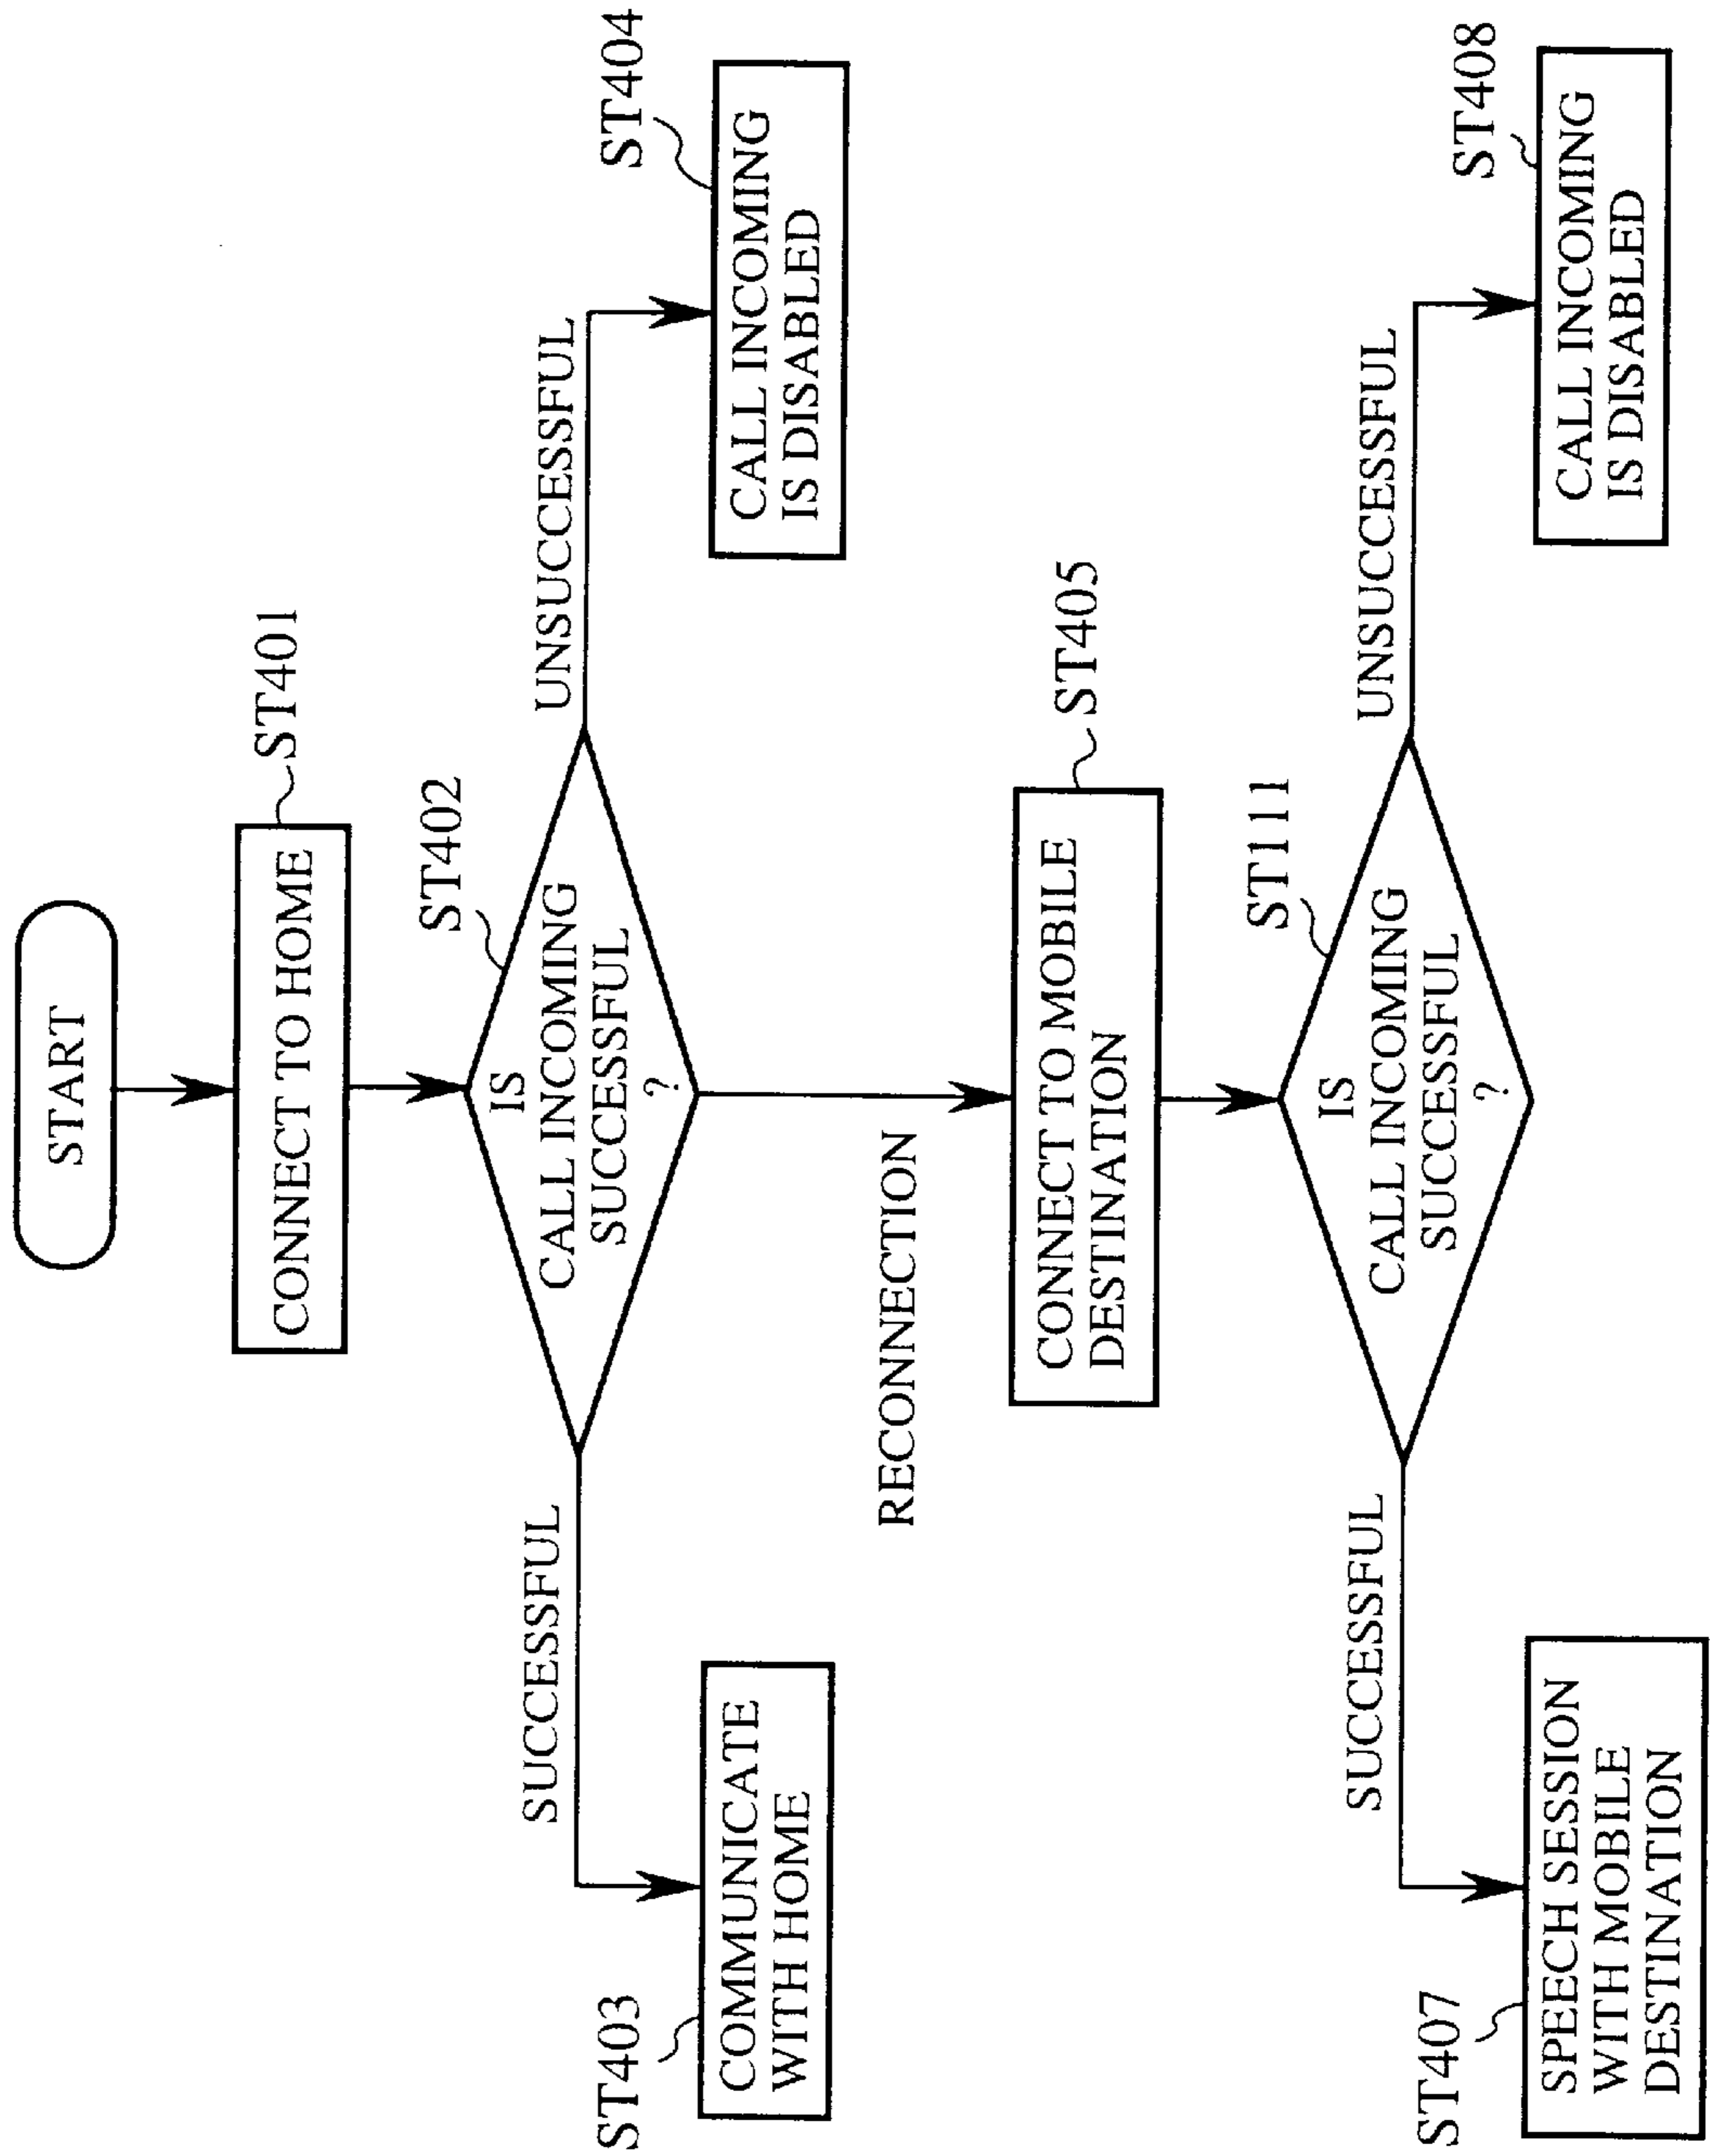 START
CONNECT TO HOME
ST401
IS
CALL INCOMING
SUCCESSFUL
?
ST402
SUCCESSFUL
UNSUCCESSFUL
ST403
COMMUNICATE
WITH HOME
ST404
CALL INCOMING
IS DISABLED
RECONNECTION
CONNECT TO MOBILE
DESTINATION
ST405
IS
CALL INCOMING
SUCCESSFUL
?
ST111
SUCCESSFUL
UNSUCCESSFUL
ST407
SPEECH SESSION
WITH MOBILE
DESTINATION
ST408
CALL INCOMING
IS DISABLED